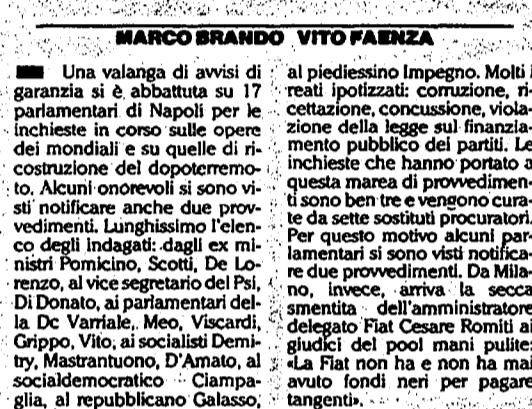 MARCO BRANDO VITO FAENZA
Una valanga di avvisi di
garanzia si è abbattuta su 17
parlamentari di Napoli per le
inchieste in corso sulle opere
dei mondiali e su quelle di ri-
costruzione del dopoterremo-
to. Alcuni onorevoli si sono vi-
sti notificare anche due prov-
vedimenti. Lunghissimo l'elen-
co degli indagati: dagli ex mi-
nistri Pomicino, Scotti, De Lo-
renzo, al vice segretario del Psi,
Di Donato, ai parlamentari del-
la Dc Varriale, Meo, Viscardi,
Grippo, Vito; ai socialisti Demi-
try, Mastrantuono, D'Amato, al
socialdemocratico Ciampa-
glia, al repubblicano Galasso,
al piediessino Impegno. Molti i
reati ipotizzati: corruzione, ri-
cettazione, concussione, viola-
zione della legge sul finanzia-
mento pubblico dei partiti. Le
inchieste che hanno portato a
questa marea di provvedimen-
ti sono ben tre e vengono cura-
te da sette sostituti procuratori.
Per questo motivo alcuni par-
lamentari si sono visti notifica-
re due provvedimenti. Da Mila-
no, invece, arriva la secca
smentita dell'amministratore
delegato Fiat Cesare Romiti ai
giudici del pool mani pulite:
«La Fiat non ha e non ha mai
avuto fondi neri per pagare
tangenti».